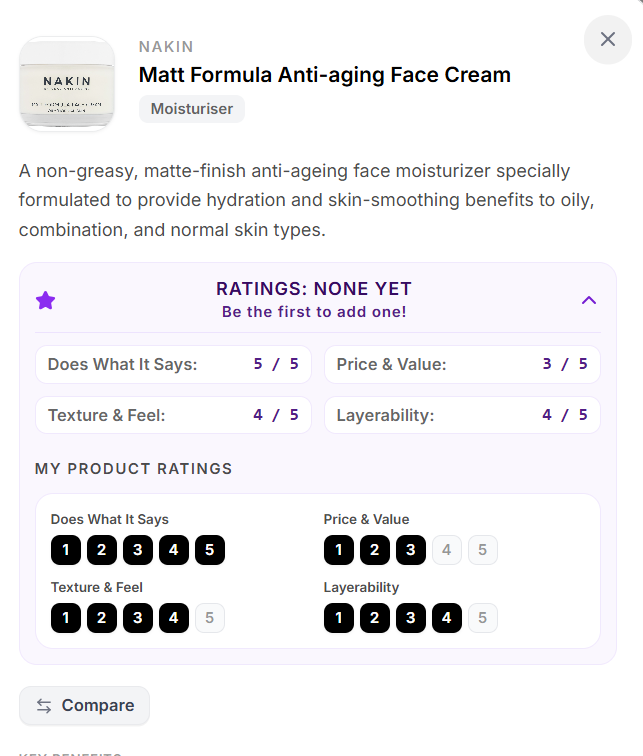 NAKIN
NAKIN
Matt Formula Anti-aging Face Cream
Moisturiser
A non-greasy, matte-finish anti-ageing face moisturizer specially
formulated to provide hydration and skin-smoothing benefits to oily,
combination, and normal skin types.
RATINGS: NONE YET
Be the first to add one!
Does What It Says: 5 / 5
Price & Value: 3 / 5
Texture & Feel: 4 / 5
Layerability: 4 / 5
MY PRODUCT RATINGS
Does What It Says
1 2 3 4 5
Price & Value
1 2 3 4 5
Texture & Feel
1 2 3 4 5
Layerability
1 2 3 4 5
Compare
KEY BENEFITS